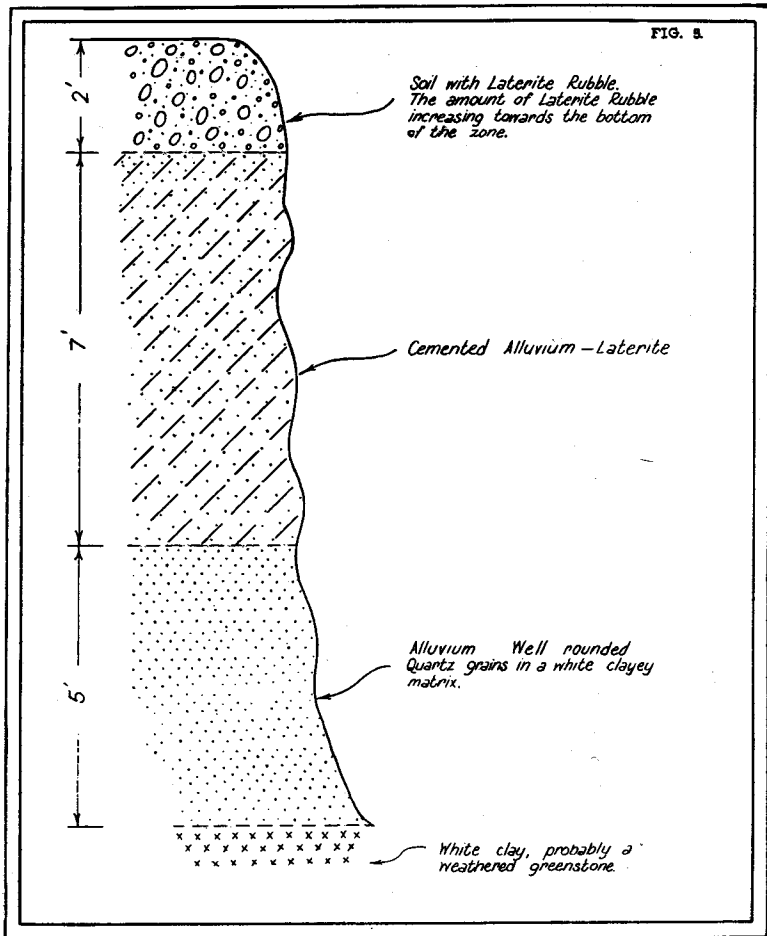 FIG. 5.
Soil with Laterite Rubble.
The amount of Laterite Rubble
increasing towards the bottom
of the zone.
2'
7'
Cemented Alluvium – Laterite
5'
Alluvium Well rounded
Quartz grains in a white clayey
matrix.
White clay, probably a
weathered greenstone.